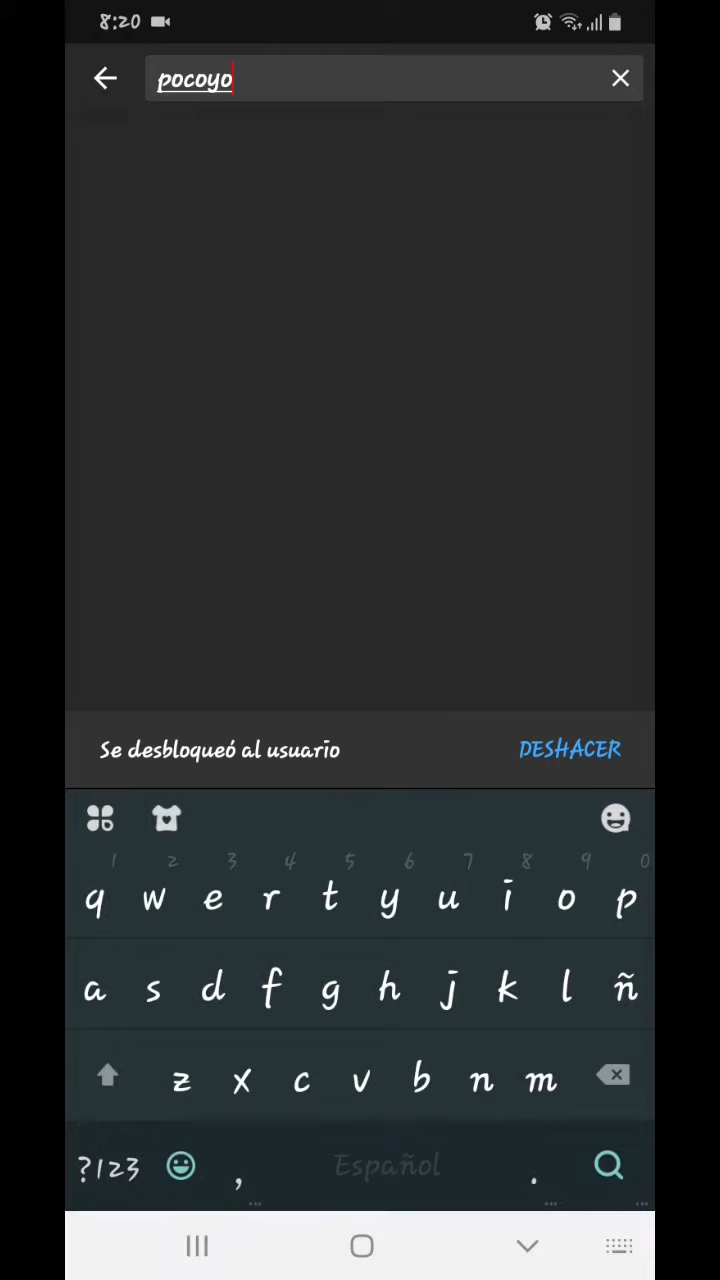 8:20
pocoyo
Se desbloqueó al usuario DESHACER
1 2 3 4 5 6 7 8 9 0
q w e r t y u i o p
a s d f g h j k l ñ
z x c v b n m
?123 , Español .